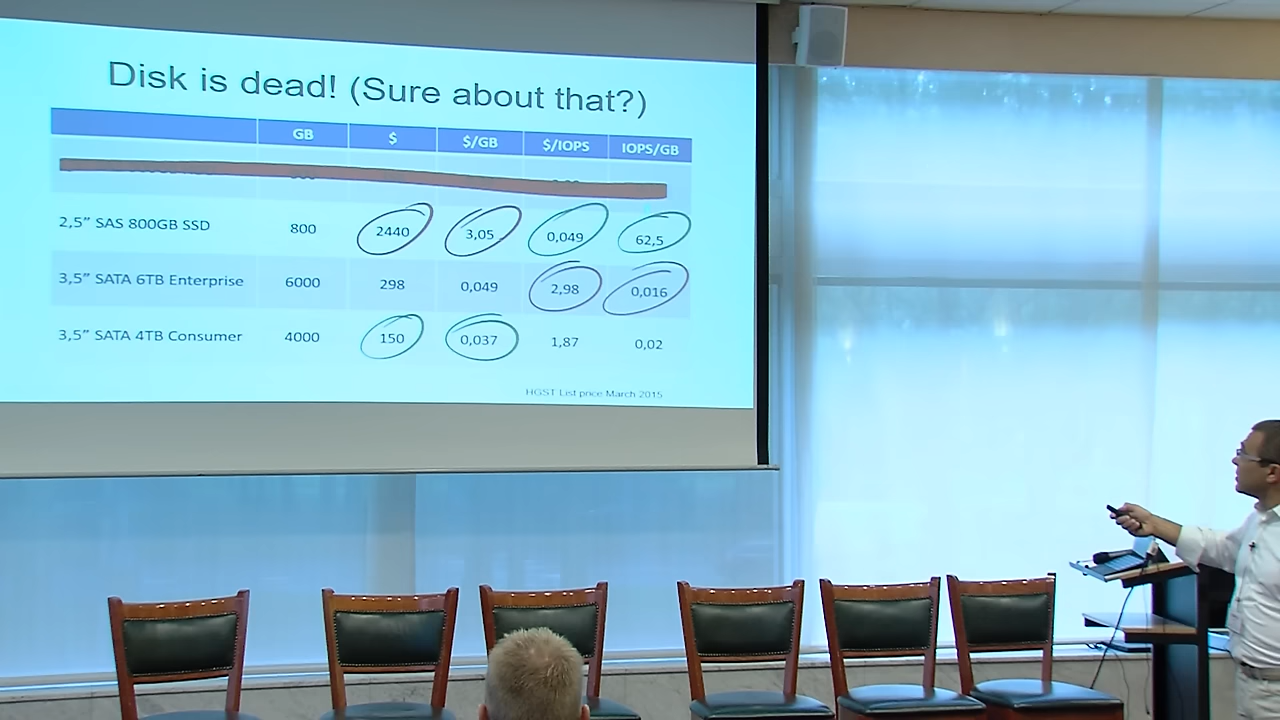 Disk is dead! (Sure about that?)
GB $ $/GB $/IOPS IOPS/GB
2,5” SAS 800GB SSD 800 2440 3,05 0,049 62,5
3,5” SATA 6TB Enterprise 6000 298 0,049 2,98 0,016
3,5” SATA 4TB Consumer 4000 150 0,037 1,87 0,02
HGST List price March 2015